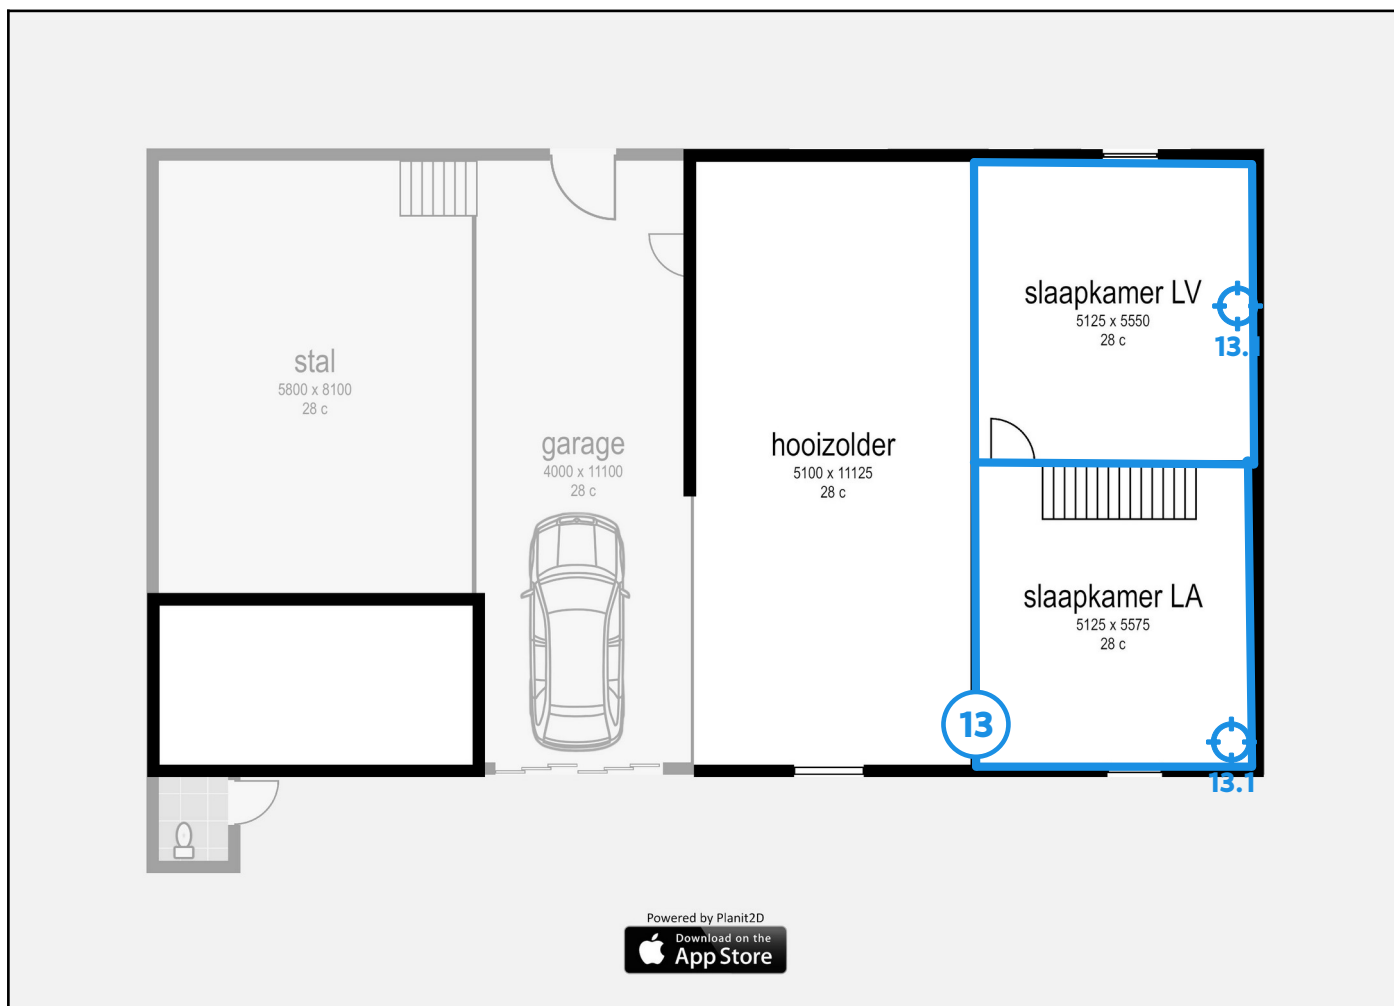 slaapkamer LV
5125 x 5550
28 c
13.1
stal
5800 x 8100
28 c
garage
4000 x 11100
28 c
hooizolder
5100 x 11125
28 c
slaapkamer LA
5125 x 5575
28 c
13
13.1
Powered by Planit2D
Download on the
App Store